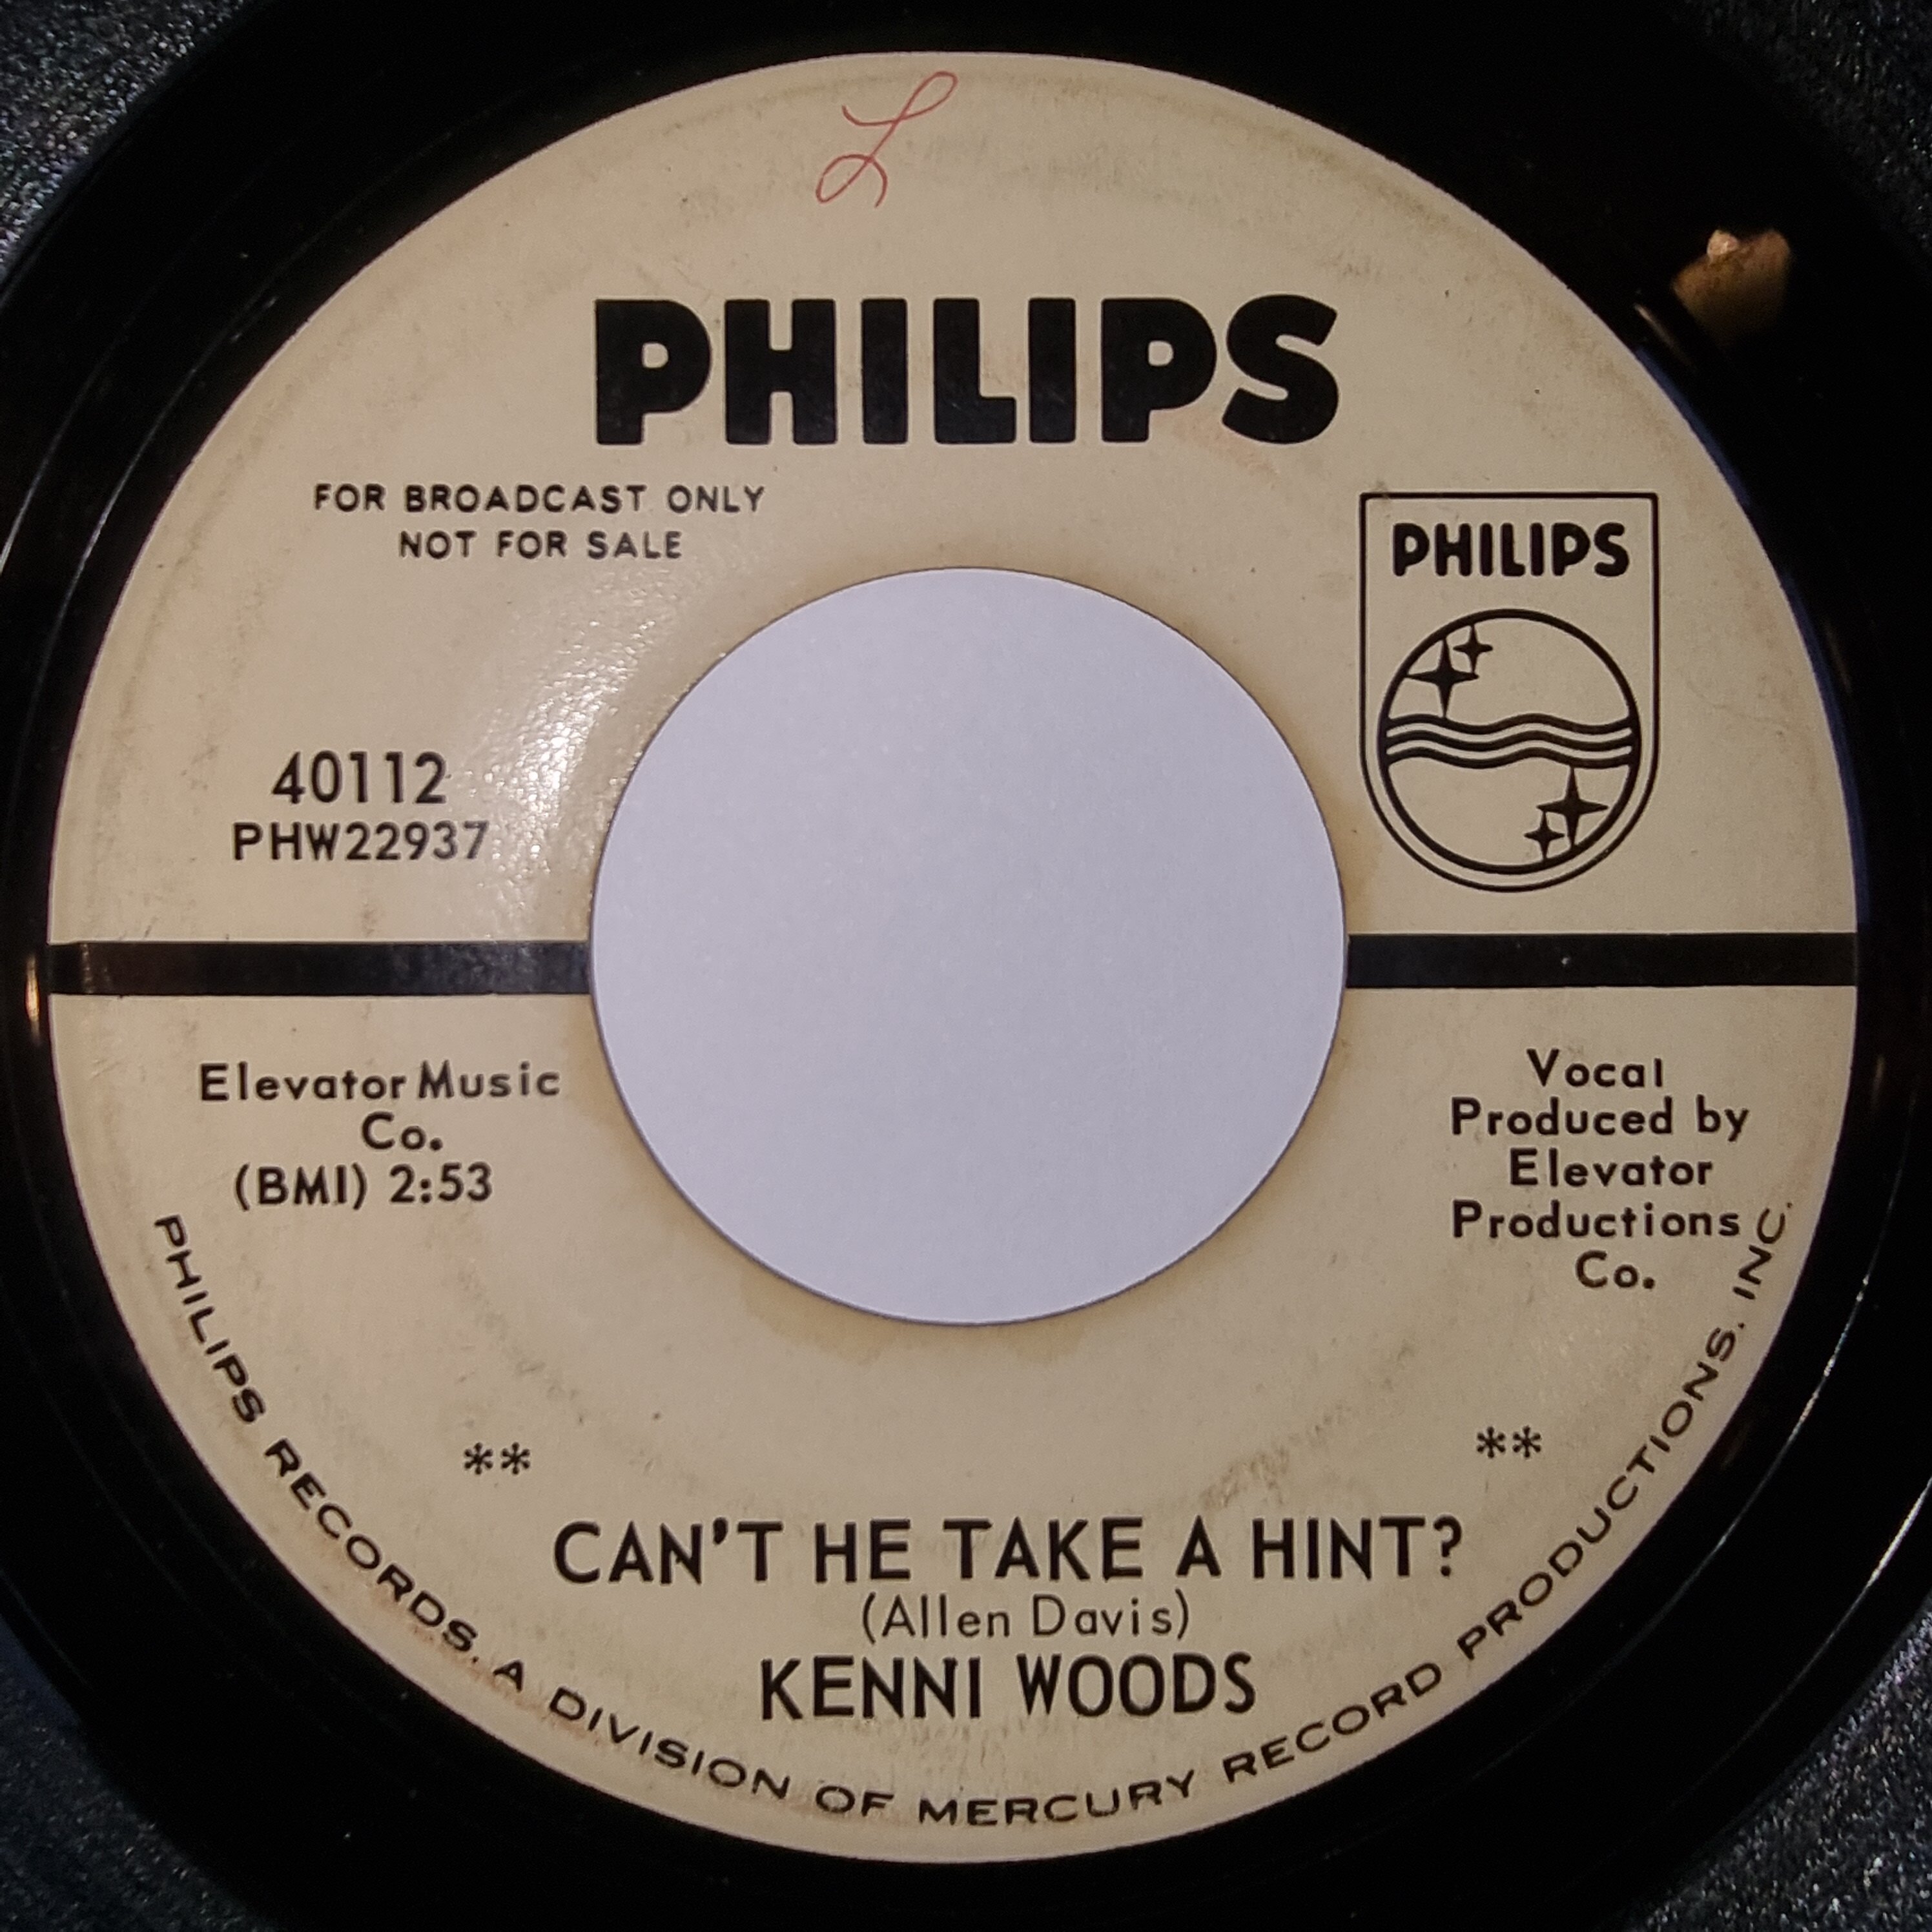 L
PHILIPS
FOR BROADCAST ONLY
NOT FOR SALE
PHILIPS
40112
PHW22937
Elevator Music
Co.
(BMI) 2:53
Vocal
Produced by
Elevator
Productions
Co.
** **
CAN'T HE TAKE A HINT?
(Allen Davis)
KENNI WOODS
PHILIPS RECORDS, A DIVISION OF MERCURY RECORD PRODUCTIONS, INC.